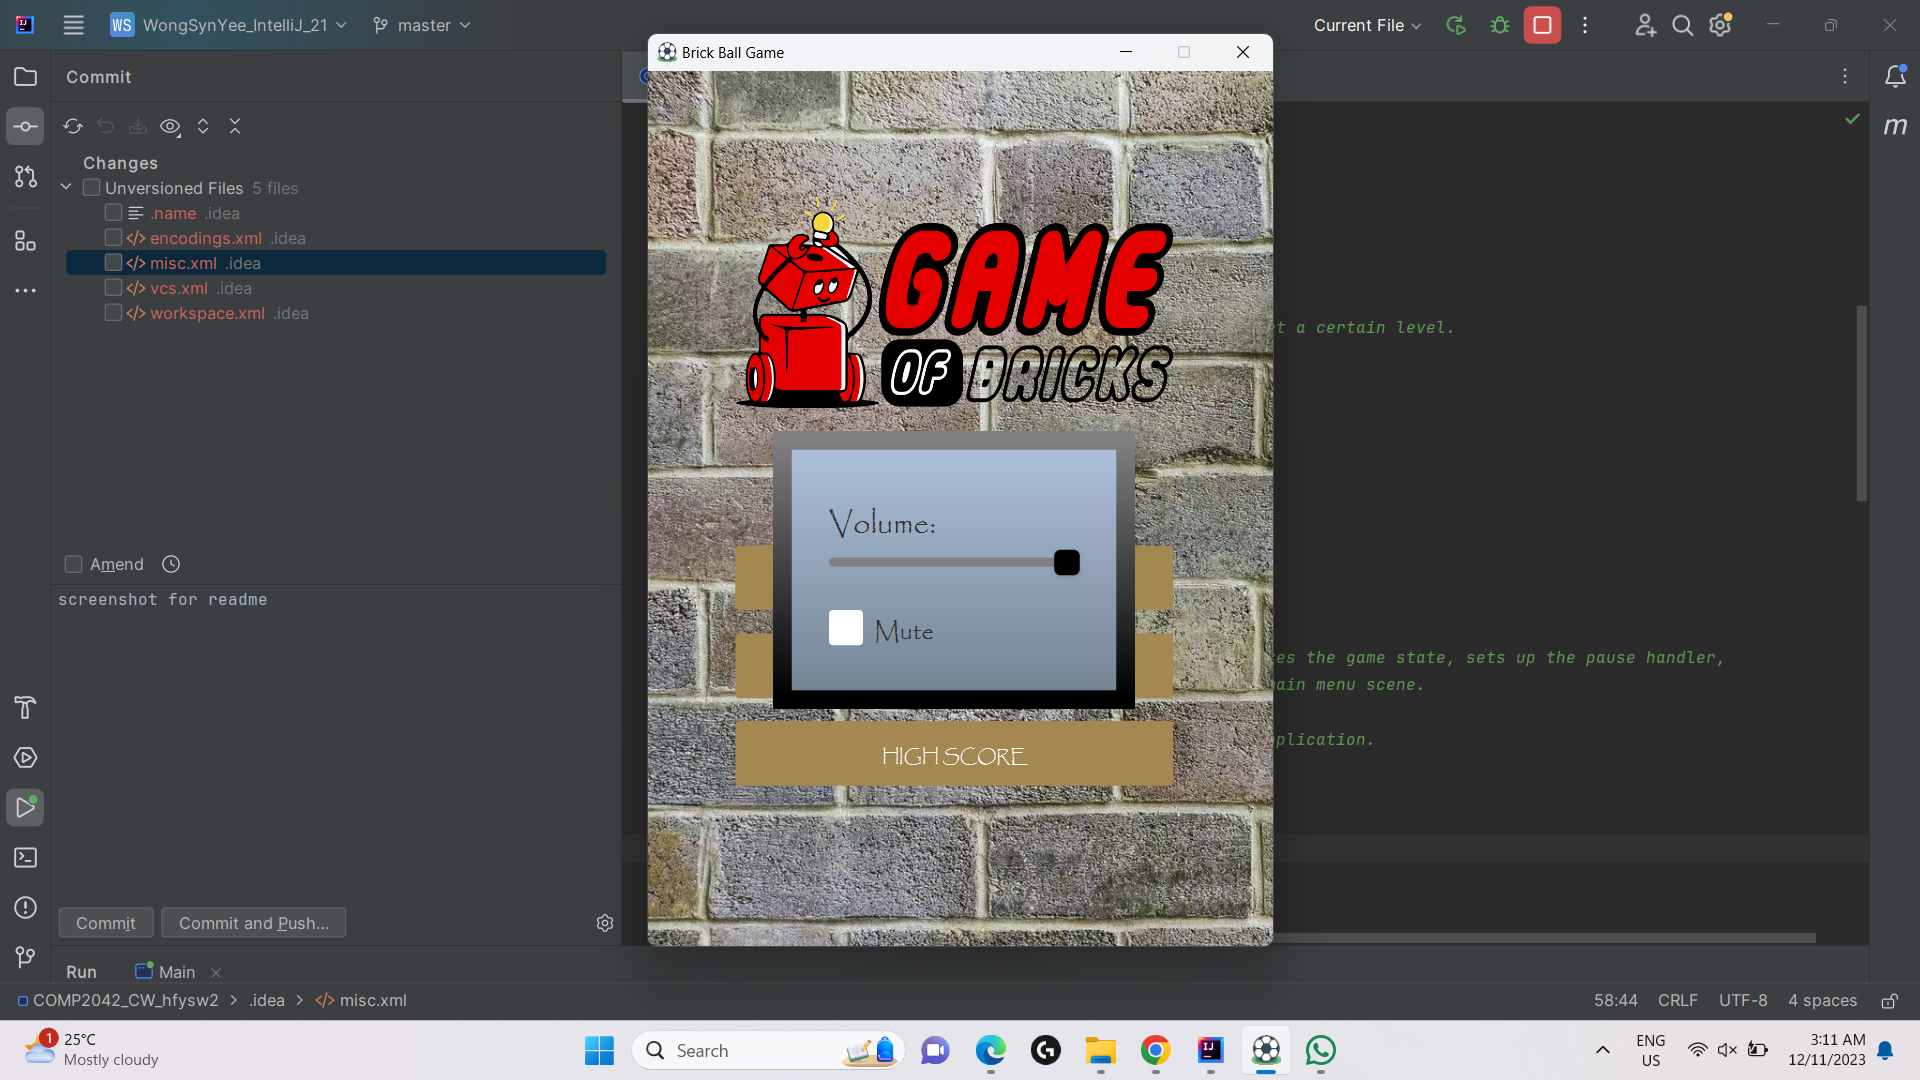 WS WongSynYee_IntelliJ_21 master
Current File
Commit
Brick Ball Game
Changes
Unversioned Files 5 files
.name .idea
encodings.xml .idea
misc.xml .idea
vcs.xml .idea
workspace.xml .idea
GAME
OF BRICKS
t a certain level.
Volume:
Mute
HIGH SCORE
Amend
screenshot for readme
es the game state, sets up the pause handler,
ain menu scene.
plication.
Commit
Commit and Push...
Run Main
COMP2042_CW_hfysw2 > .idea > misc.xml
58:44 CRLF UTF-8 4 spaces
1
25°C
Mostly cloudy
Search
ENG
US
3:11 AM
12/11/2023